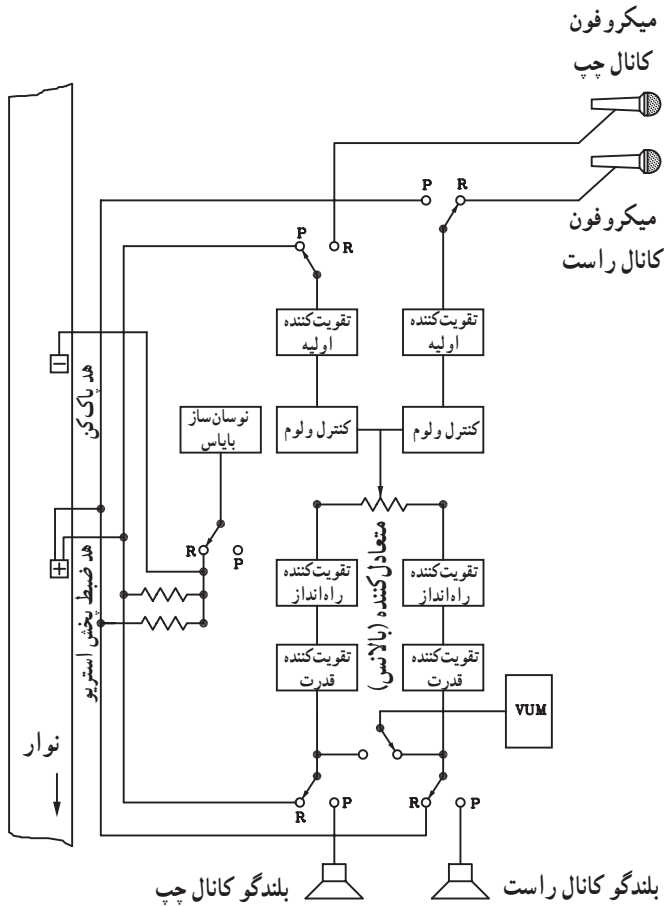 میکروفون
کانال چپ
P
R
میکروفون
کانال راست
P
R
تقویت‌کننده
اولیه
تقویت‌کننده
اولیه
هد پاک‌کن
نوسان‌ساز
بایاس
کنترل ولوم
کنترل ولوم
R
P
هد ضبط پخش استریو
متعادل‌کننده (بالانس)
تقویت‌کننده
راه‌انداز
تقویت‌کننده
راه‌انداز
تقویت‌کننده
قدرت
تقویت‌کننده
قدرت
VUM
نوار
R
P
R
P
بلندگو کانال چپ
بلندگو کانال راست